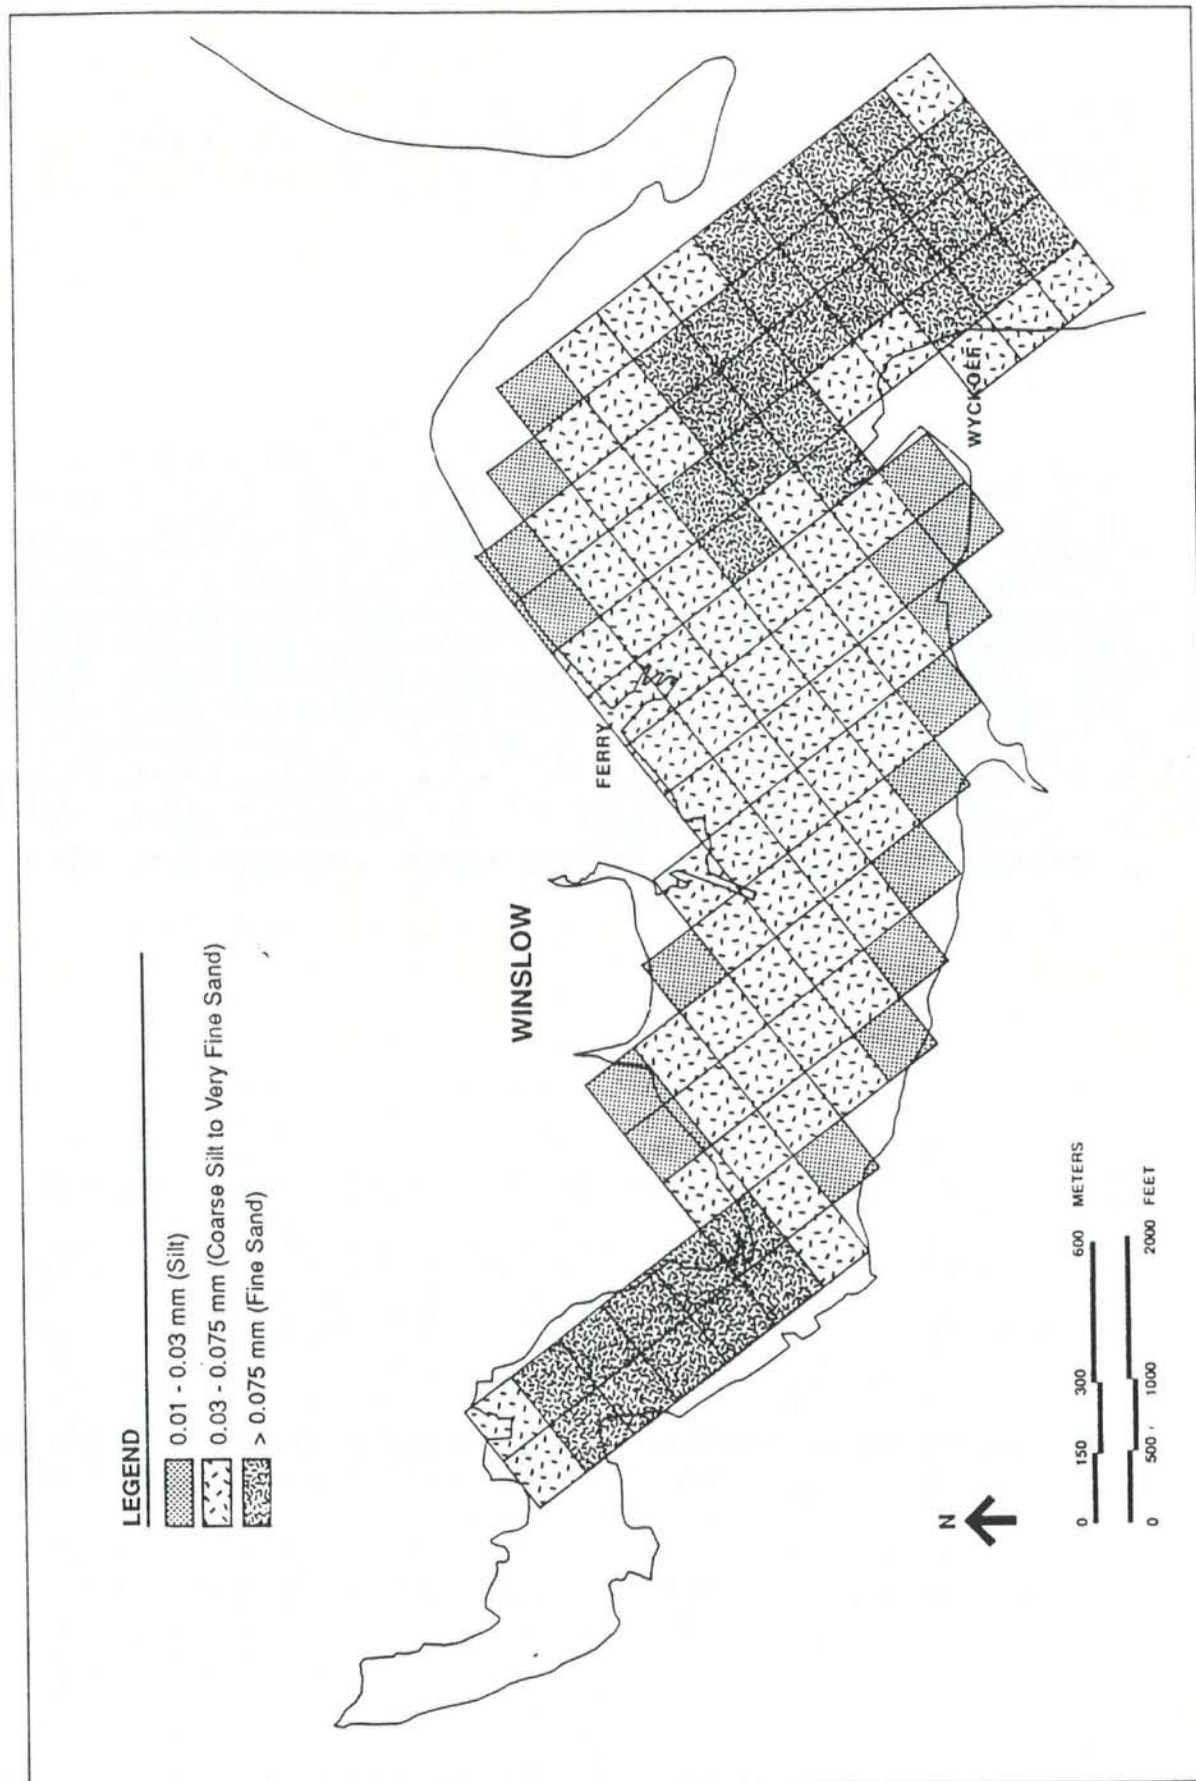 LEGEND
0.01 - 0.03 mm (Silt)
0.03 - 0.075 mm (Coarse Silt to Very Fine Sand)
> 0.075 mm (Fine Sand)
WINSLOW
FERRY
WYCKOFF
N
0 150 300 600 METERS
0 500 1000 2000 FEET